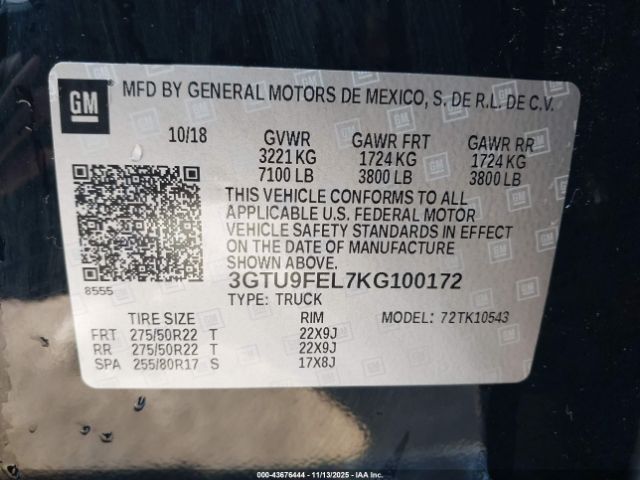 GM MFD BY GENERAL MOTORS DE MEXICO, S. DE R.L. DE C.V.
10/18 GVWR GAWR FRT GAWR RR
3221 KG 1724 KG 1724 KG
7100 LB 3800 LB 3800 LB
THIS VEHICLE CONFORMS TO ALL
APPLICABLE U.S. FEDERAL MOTOR
VEHICLE SAFETY STANDARDS IN EFFECT
ON THE DATE OF MANUFACTURE
SHOWN ABOVE.
8555
3GTU9FEL7KG100172
TYPE: TRUCK
TIRE SIZE RIM MODEL: 72TK10543
FRT 275/50R22 T 22X9J
RR 275/50R22 T 22X9J
SPA 255/80R17 S 17X8J
© Owner - 43676444 - 11/13/2025 - IAA Copart